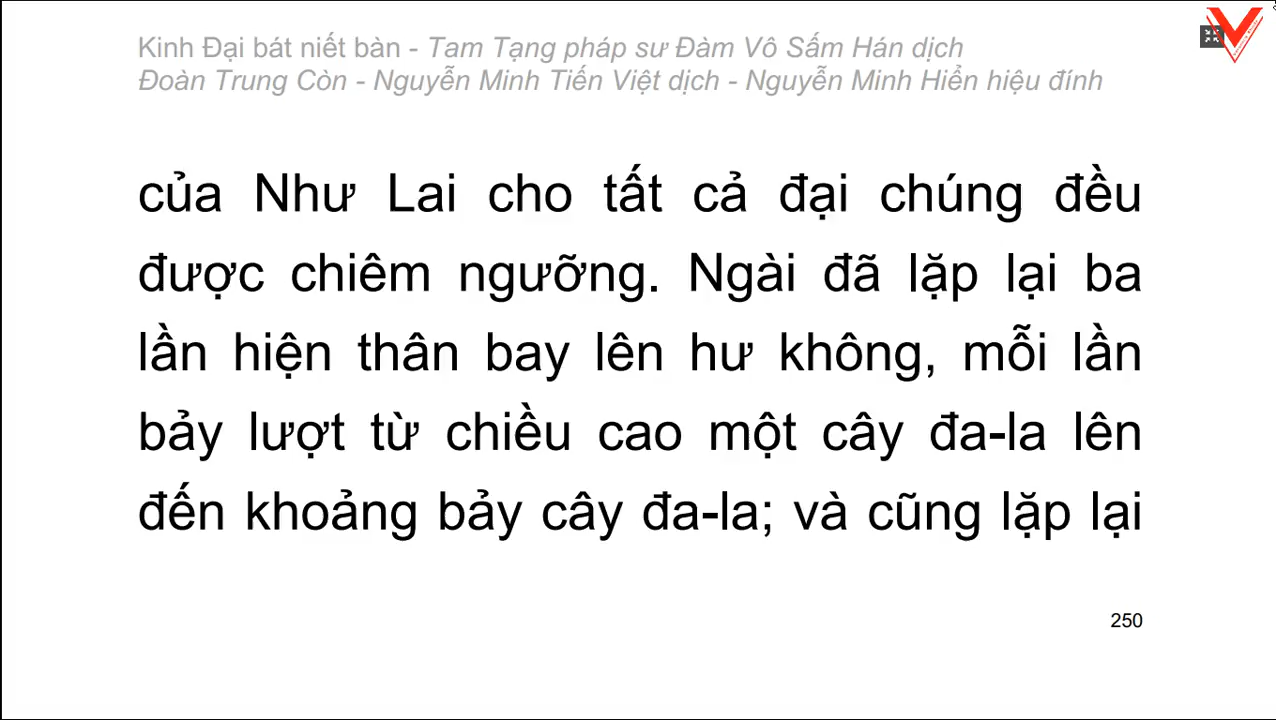 Kinh Đại bát niết bàn - Tam Tạng pháp sư Đàm Vô Sấm Hán dịch
Đoàn Trung Còn - Nguyễn Minh Tiến Việt dịch - Nguyễn Minh Hiển hiệu đính
của Như Lai cho tất cả đại chúng đều
được chiêm ngưỡng. Ngài đã lặp lại ba
lần hiện thân bay lên hư không, mỗi lần
bảy lượt từ chiều cao một cây đa-la lên
đến khoảng bảy cây đa-la; và cũng lặp lại
250